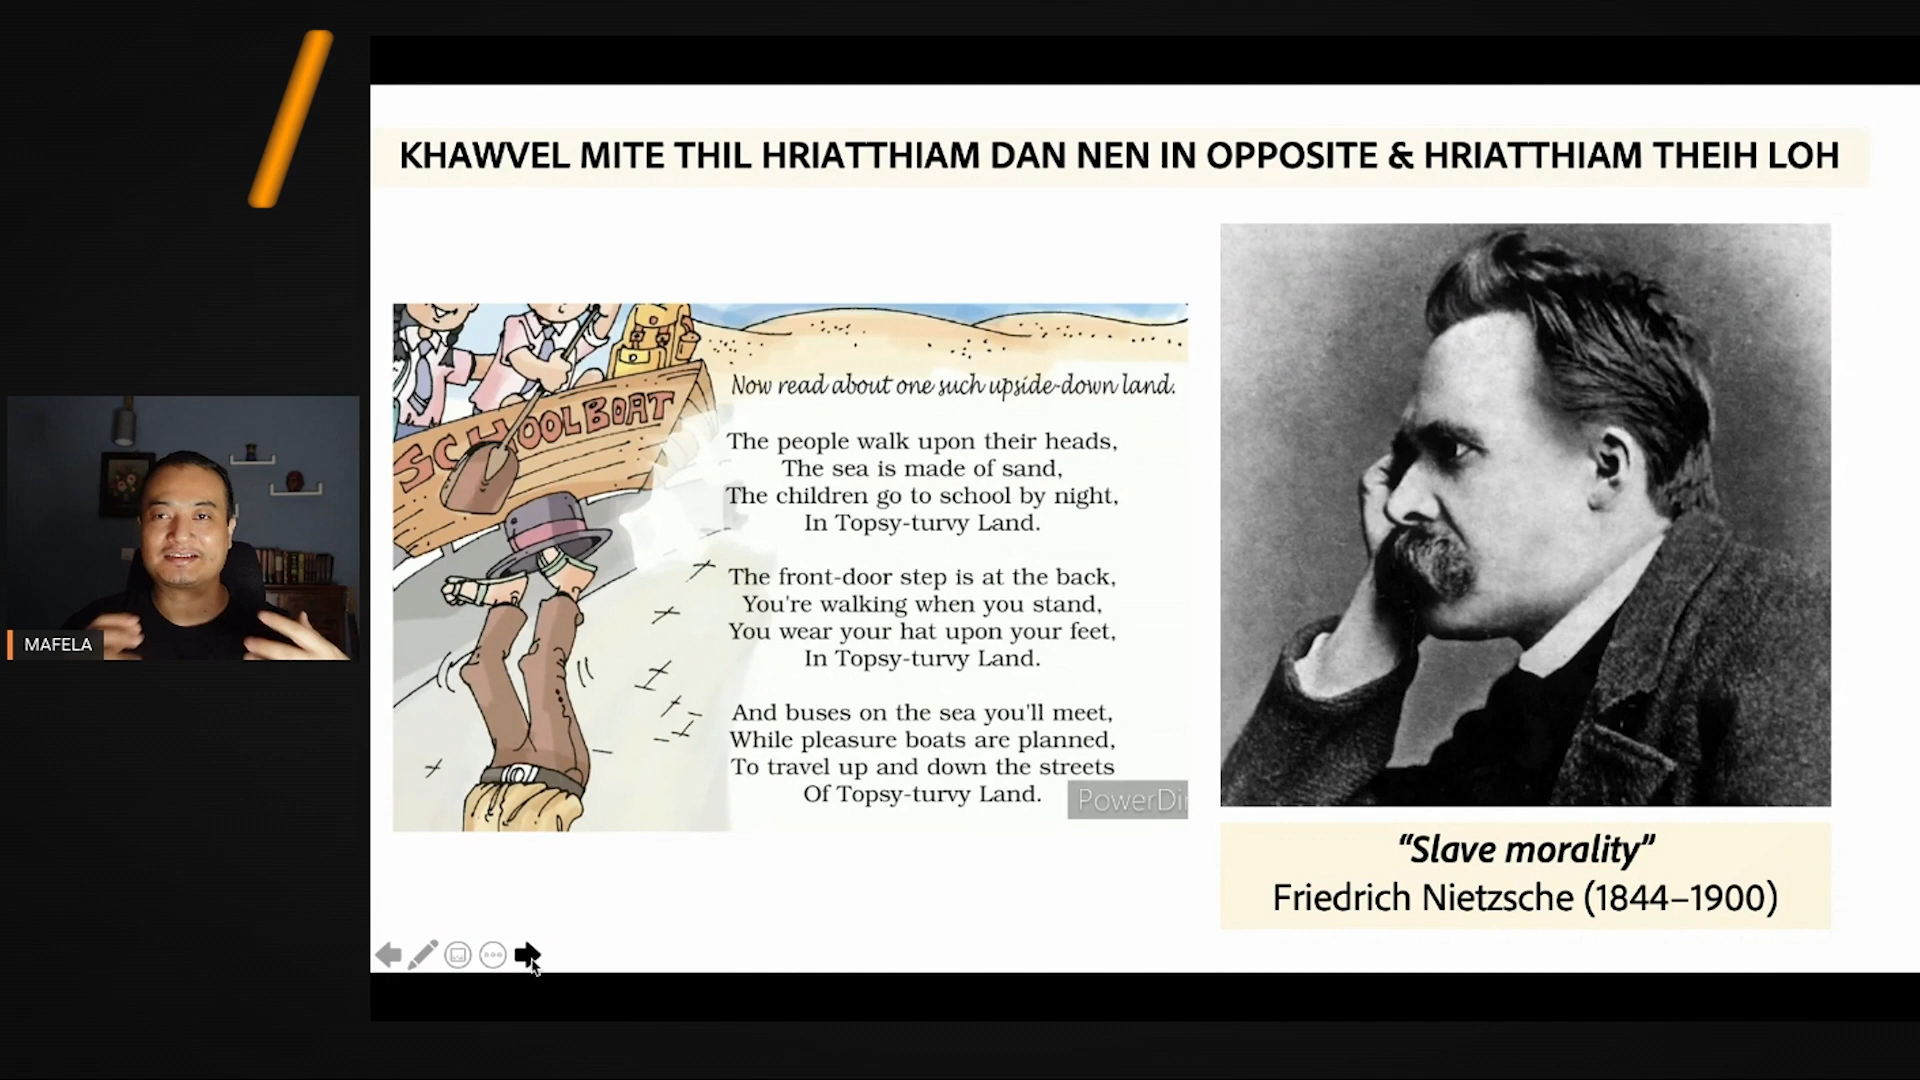 KHAWVEL MITE THIL HRIATTHIAM DAN NEN IN OPPOSITE & HRIATTHIAM THEIH LOH
SCHOOL BOAT
Now read about one such upside-down land.
The people walk upon their heads,
The sea is made of sand,
The children go to school by night,
In Topsy-turvy Land.
The front-door step is at the back,
You're walking when you stand,
You wear your hat upon your feet,
In Topsy-turvy Land.
And buses on the sea you'll meet,
While pleasure boats are planned,
To travel up and down the streets
Of Topsy-turvy Land.
PowerDi
“Slave morality”
Friedrich Nietzsche (1844–1900)
MAFELA